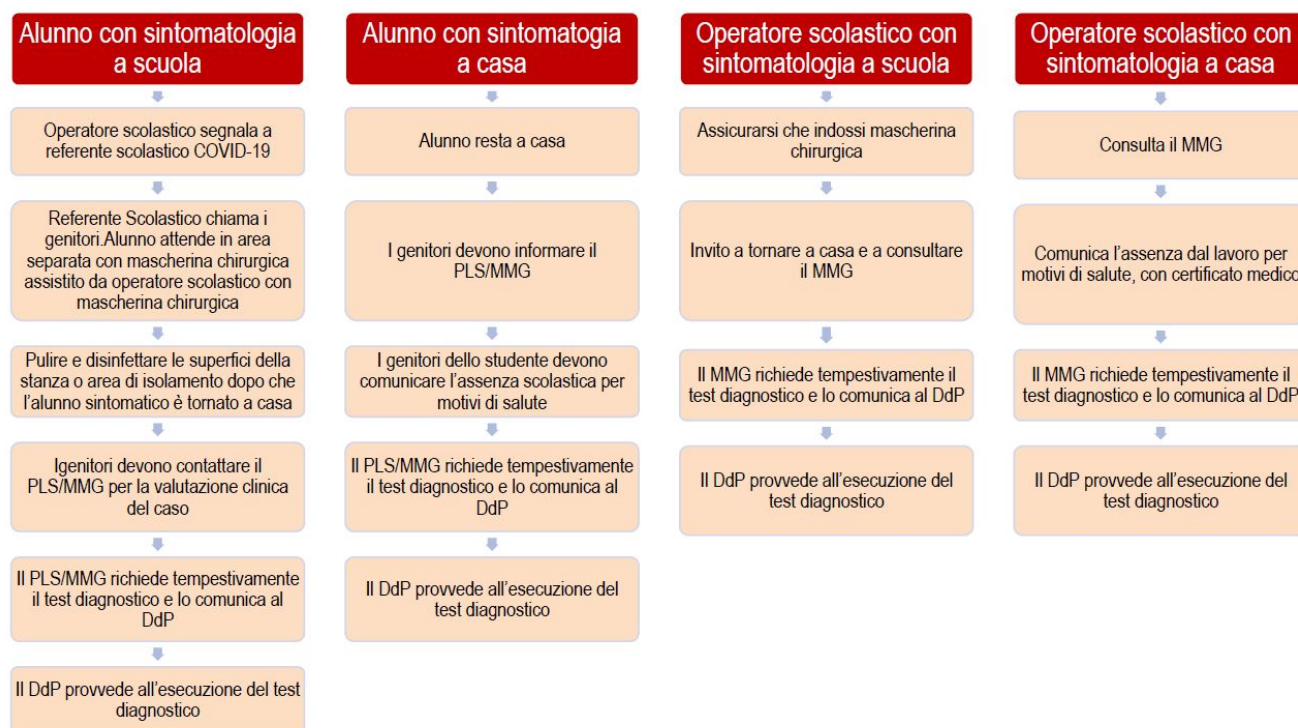 Alunno con sintomatologia
a scuola
Operatore scolastico segnala a
referente scolastico COVID-19
Referente Scolastico chiama i
genitori.Alunno attende in area
separata con mascherina chirurgica
assistito da operatore scolastico con
mascherina chirurgica
Pulire e disinfettare le superfici della
stanza o area di isolamento dopo che
l'alunno sintomatico è tornato a casa
Igenitori devono contattare il
PLS/MMG per la valutazione clinica
del caso
Il PLS/MMG richiede tempestivamente
il test diagnostico e lo comunica al
DdP
Il DdP provvede all'esecuzione del test
diagnostico
Alunno con sintomatogia
a casa
Alunno resta a casa
I genitori devono informare il
PLS/MMG
I genitori dello studente devono
comunicare l'assenza scolastica per
motivi di salute
Il PLS/MMG richiede tempestivamente
il test diagnostico e lo comunica al
DdP
Il DdP provvede all'esecuzione del
test diagnostico
Operatore scolastico con
sintomatologia a scuola
Assicurarsi che indossi mascherina
chirurgica
Invito a tornare a casa e a consultare
il MMG
Il MMG richiede tempestivamente il
test diagnostico e lo comunica al DdP
Il DdP provvede all'esecuzione del
test diagnostico
Operatore scolastico con
sintomatologia a casa
Consulta il MMG
Comunica l'assenza dal lavoro per
motivi di salute, con certificato medico
Il MMG richiede tempestivamente il
test diagnostico e lo comunica al DdP
Il DdP provvede all'esecuzione del
test diagnostico